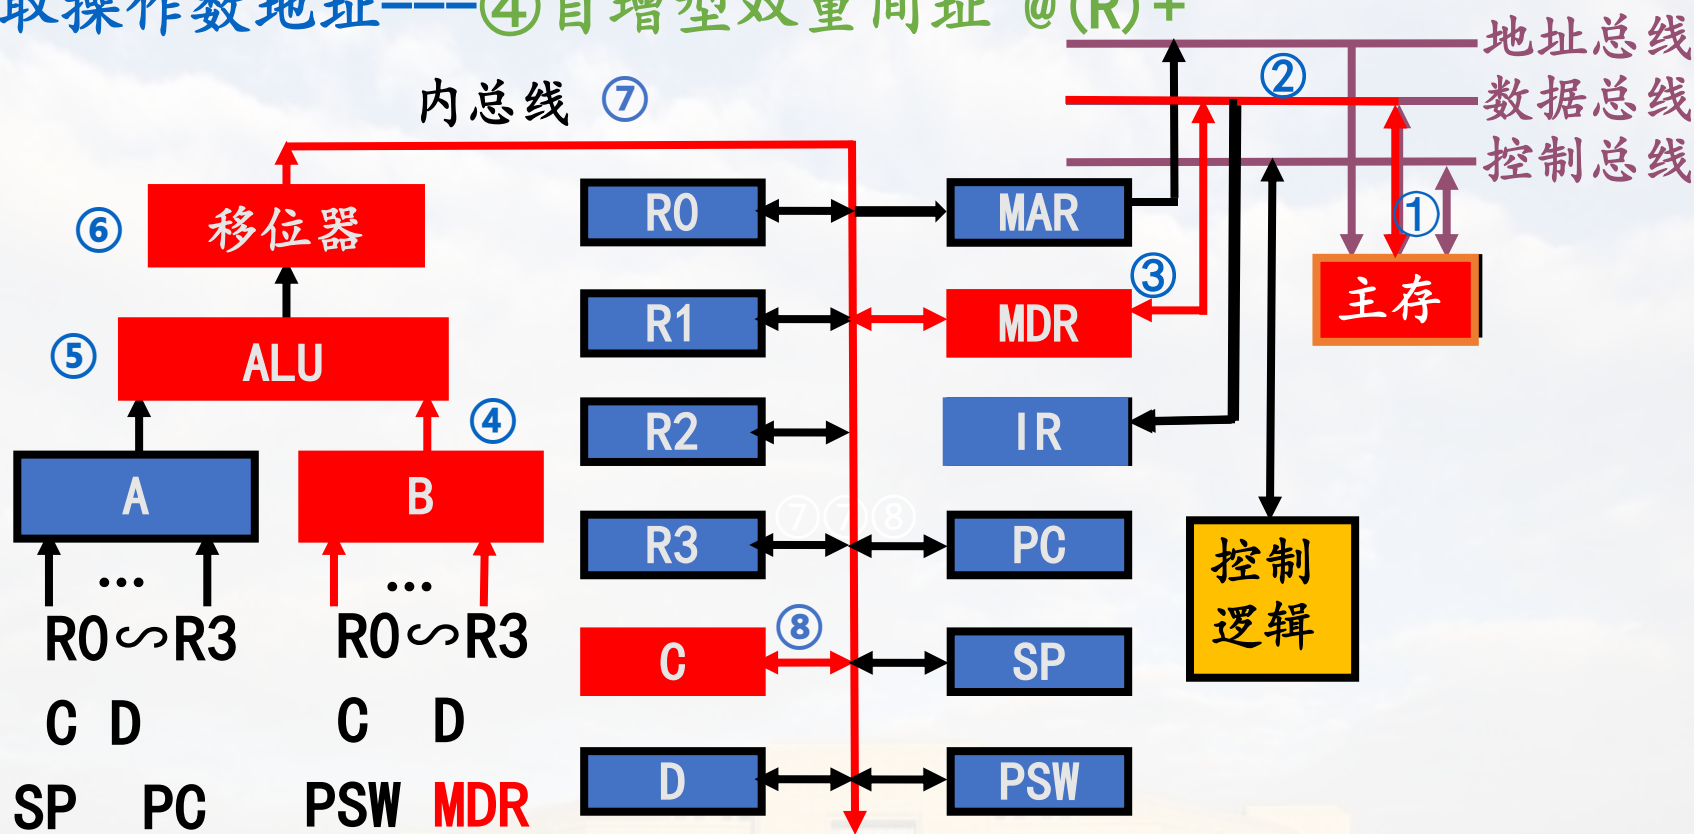 取操作数地址---④自增型双重间址 @(R)+
地址总线
②
内总线 ⑦
数据总线
控制总线
⑥ 移位器
R0
MAR
①
③
主存
⑤ ALU
R1
MDR
④
R2
IR
A
B
⑦⑦⑧
R3
PC
控制
逻辑
... ...
R0∽R3 R0∽R3
C ⑧
SP
C D C D
D
PSW
SP PC PSW MDR